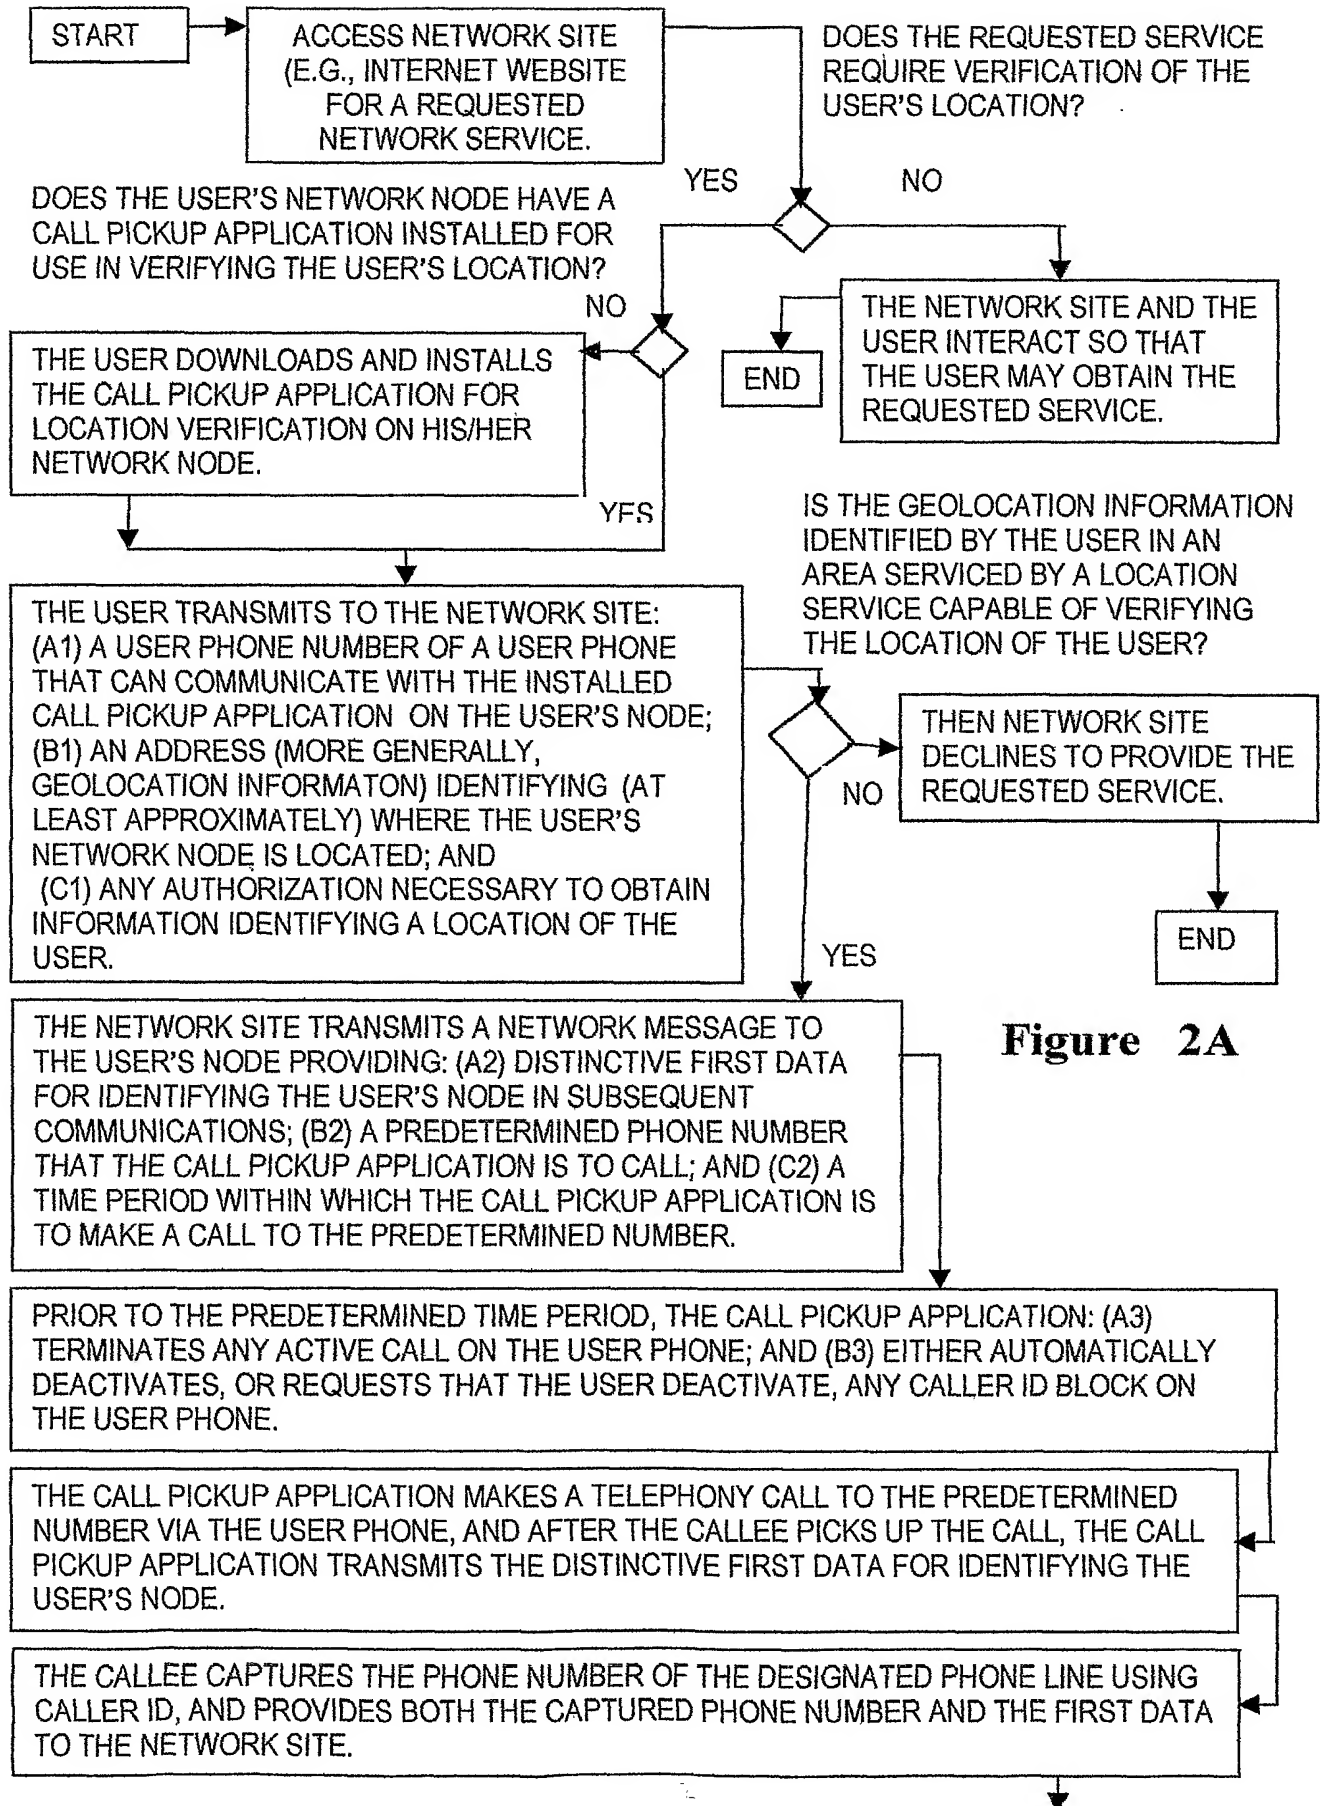 START
ACCESS NETWORK SITE
(E.G., INTERNET WEBSITE
FOR A REQUESTED
NETWORK SERVICE.
DOES THE REQUESTED SERVICE
REQUIRE VERIFICATION OF THE
USER'S LOCATION?
YES
NO
DOES THE USER'S NETWORK NODE HAVE A
CALL PICKUP APPLICATION INSTALLED FOR
USE IN VERIFYING THE USER'S LOCATION?
NO
THE NETWORK SITE AND THE
USER INTERACT SO THAT
THE USER MAY OBTAIN THE
REQUESTED SERVICE.
END
THE USER DOWNLOADS AND INSTALLS
THE CALL PICKUP APPLICATION FOR
LOCATION VERIFICATION ON HIS/HER
NETWORK NODE.
YES
IS THE GEOLOCATION INFORMATION
IDENTIFIED BY THE USER IN AN
AREA SERVICED BY A LOCATION
SERVICE CAPABLE OF VERIFYING
THE LOCATION OF THE USER?
THE USER TRANSMITS TO THE NETWORK SITE:
(A1) A USER PHONE NUMBER OF A USER PHONE
THAT CAN COMMUNICATE WITH THE INSTALLED
CALL PICKUP APPLICATION ON THE USER'S NODE;
(B1) AN ADDRESS (MORE GENERALLY,
GEOLOCATION INFORMATON) IDENTIFYING (AT
LEAST APPROXIMATELY) WHERE THE USER'S
NETWORK NODE IS LOCATED; AND
(C1) ANY AUTHORIZATION NECESSARY TO OBTAIN
INFORMATION IDENTIFYING A LOCATION OF THE
USER.
THEN NETWORK SITE
DECLINES TO PROVIDE THE
REQUESTED SERVICE.
NO
END
YES
Figure 2A
THE NETWORK SITE TRANSMITS A NETWORK MESSAGE TO
THE USER'S NODE PROVIDING: (A2) DISTINCTIVE FIRST DATA
FOR IDENTIFYING THE USER'S NODE IN SUBSEQUENT
COMMUNICATIONS; (B2) A PREDETERMINED PHONE NUMBER
THAT THE CALL PICKUP APPLICATION IS TO CALL; AND (C2) A
TIME PERIOD WITHIN WHICH THE CALL PICKUP APPLICATION IS
TO MAKE A CALL TO THE PREDETERMINED NUMBER.
PRIOR TO THE PREDETERMINED TIME PERIOD, THE CALL PICKUP APPLICATION: (A3)
TERMINATES ANY ACTIVE CALL ON THE USER PHONE; AND (B3) EITHER AUTOMATICALLY
DEACTIVATES, OR REQUESTS THAT THE USER DEACTIVATE, ANY CALLER ID BLOCK ON
THE USER PHONE.
THE CALL PICKUP APPLICATION MAKES A TELEPHONY CALL TO THE PREDETERMINED
NUMBER VIA THE USER PHONE, AND AFTER THE CALLEE PICKS UP THE CALL, THE CALL
PICKUP APPLICATION TRANSMITS THE DISTINCTIVE FIRST DATA FOR IDENTIFYING THE
USER'S NODE.
THE CALLEE CAPTURES THE PHONE NUMBER OF THE DESIGNATED PHONE LINE USING
CALLER ID, AND PROVIDES BOTH THE CAPTURED PHONE NUMBER AND THE FIRST DATA
TO THE NETWORK SITE.